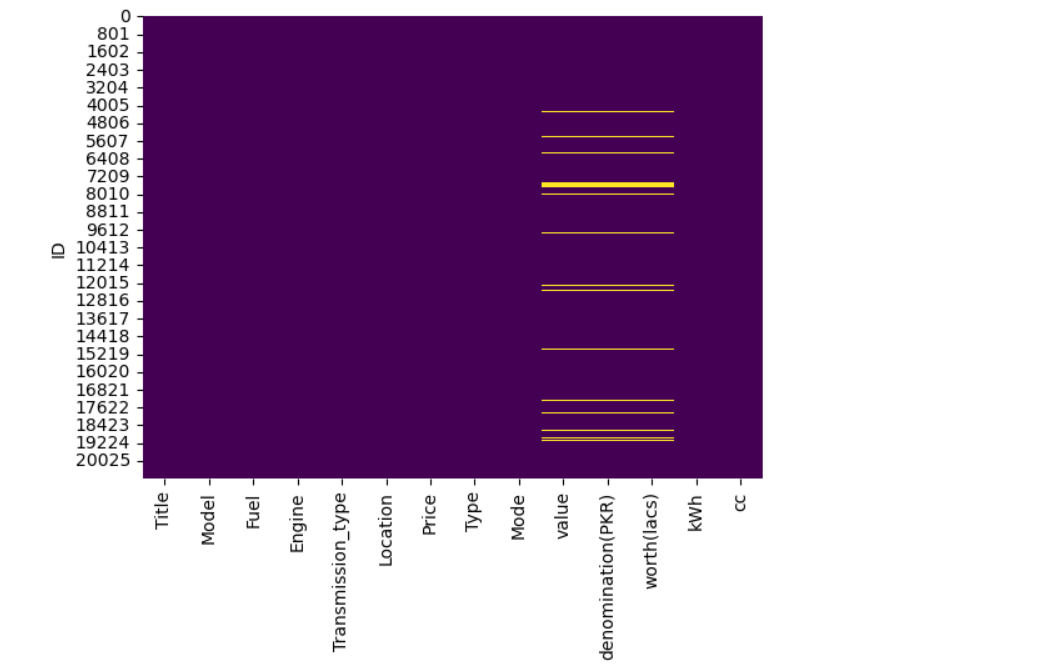 0
801
1602
2403
3204
4005
4806
5607
6408
7209
8010
8811
9612
10413
11214
12015
12816
13617
14418
15219
16020
16821
17622
18423
19224
20025
ID
Title
Model
Fuel
Engine
Transmission_type
Location
Price
Type
Mode
value
denomination(PKR)
worth(lacs)
kWh
cc